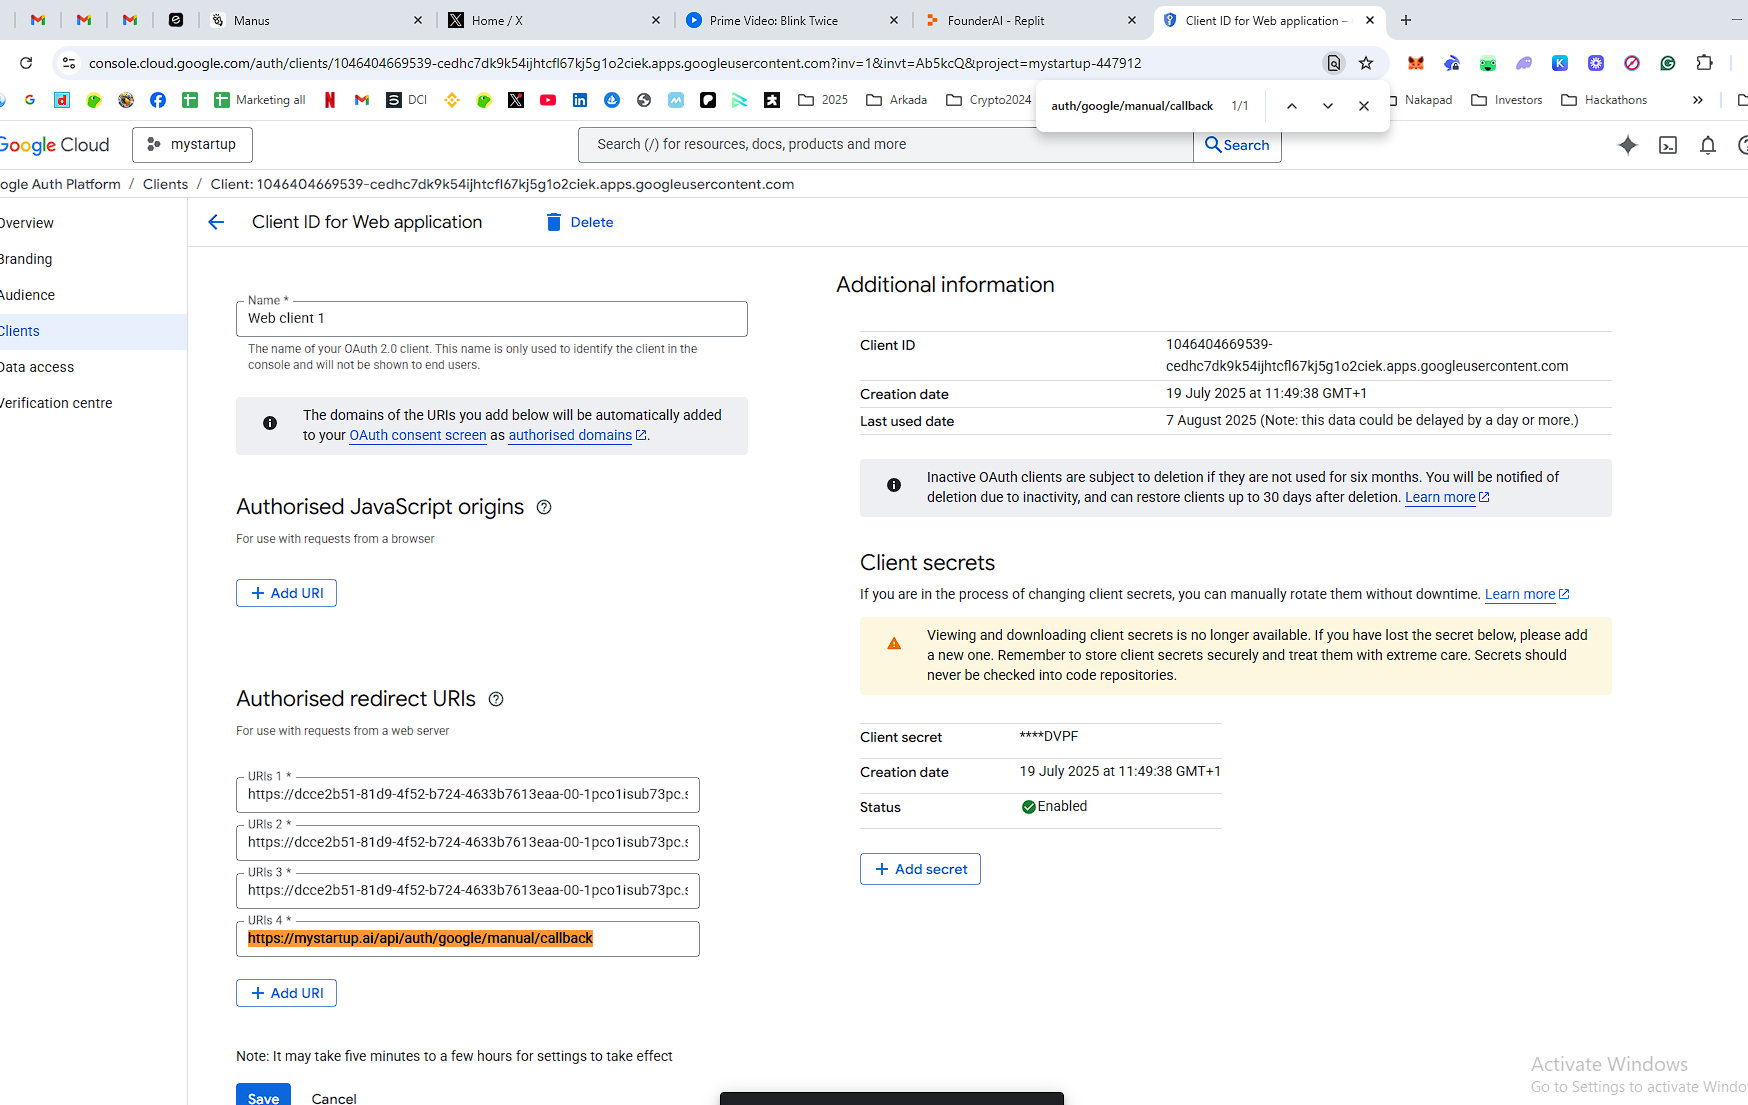 Manus
Home / X
Prime Video: Blink Twice
FounderAI - Replit
Client ID for Web application –
console.cloud.google.com/auth/clients/1046404669539-cedhc7dk9k54ijhtcfl67kj5g1o2ciek.apps.googleusercontent.com?inv=1&invt=Ab5kcQ&project=mystartup-447912
Marketing all
DCI
2025
Arkada
Crypto2024
auth/google/manual/callback 1/1
Nakapad
Investors
Hackathons
Google Cloud
mystartup
Search (/) for resources, docs, products and more
Search
ogle Auth Platform / Clients / Client: 1046404669539-cedhc7dk9k54ijhtcfl67kj5g1o2ciek.apps.googleusercontent.com
Overview
Branding
Audience
Clients
Data access
Verification centre
Client ID for Web application
Delete
Name *
Web client 1
The name of your OAuth 2.0 client. This name is only used to identify the client in the
console and will not be shown to end users.
The domains of the URIs you add below will be automatically added
to your OAuth consent screen as authorised domains.
Authorised JavaScript origins
For use with requests from a browser
+ Add URI
Authorised redirect URIs
For use with requests from a web server
URIs 1 *
https://dcce2b51-81d9-4f52-b724-4633b7613eaa-00-1pco1isub73pc.s
URIs 2 *
https://dcce2b51-81d9-4f52-b724-4633b7613eaa-00-1pco1isub73pc.s
URIs 3 *
https://dcce2b51-81d9-4f52-b724-4633b7613eaa-00-1pco1isub73pc.s
URIs 4 *
https://mystartup.ai/api/auth/google/manual/callback
+ Add URI
Note: It may take five minutes to a few hours for settings to take effect
Save
Cancel
Additional information
Client ID
1046404669539-
cedhc7dk9k54ijhtcfl67kj5g1o2ciek.apps.googleusercontent.com
Creation date
19 July 2025 at 11:49:38 GMT+1
Last used date
7 August 2025 (Note: this data could be delayed by a day or more.)
Inactive OAuth clients are subject to deletion if they are not used for six months. You will be notified of
deletion due to inactivity, and can restore clients up to 30 days after deletion. Learn more
Client secrets
If you are in the process of changing client secrets, you can manually rotate them without downtime. Learn more
Viewing and downloading client secrets is no longer available. If you have lost the secret below, please add
a new one. Remember to store client secrets securely and treat them with extreme care. Secrets should
never be checked into code repositories.
Client secret
****DVPF
Creation date
19 July 2025 at 11:49:38 GMT+1
Status
Enabled
+ Add secret
Activate Windows
Go to Settings to activate Windo